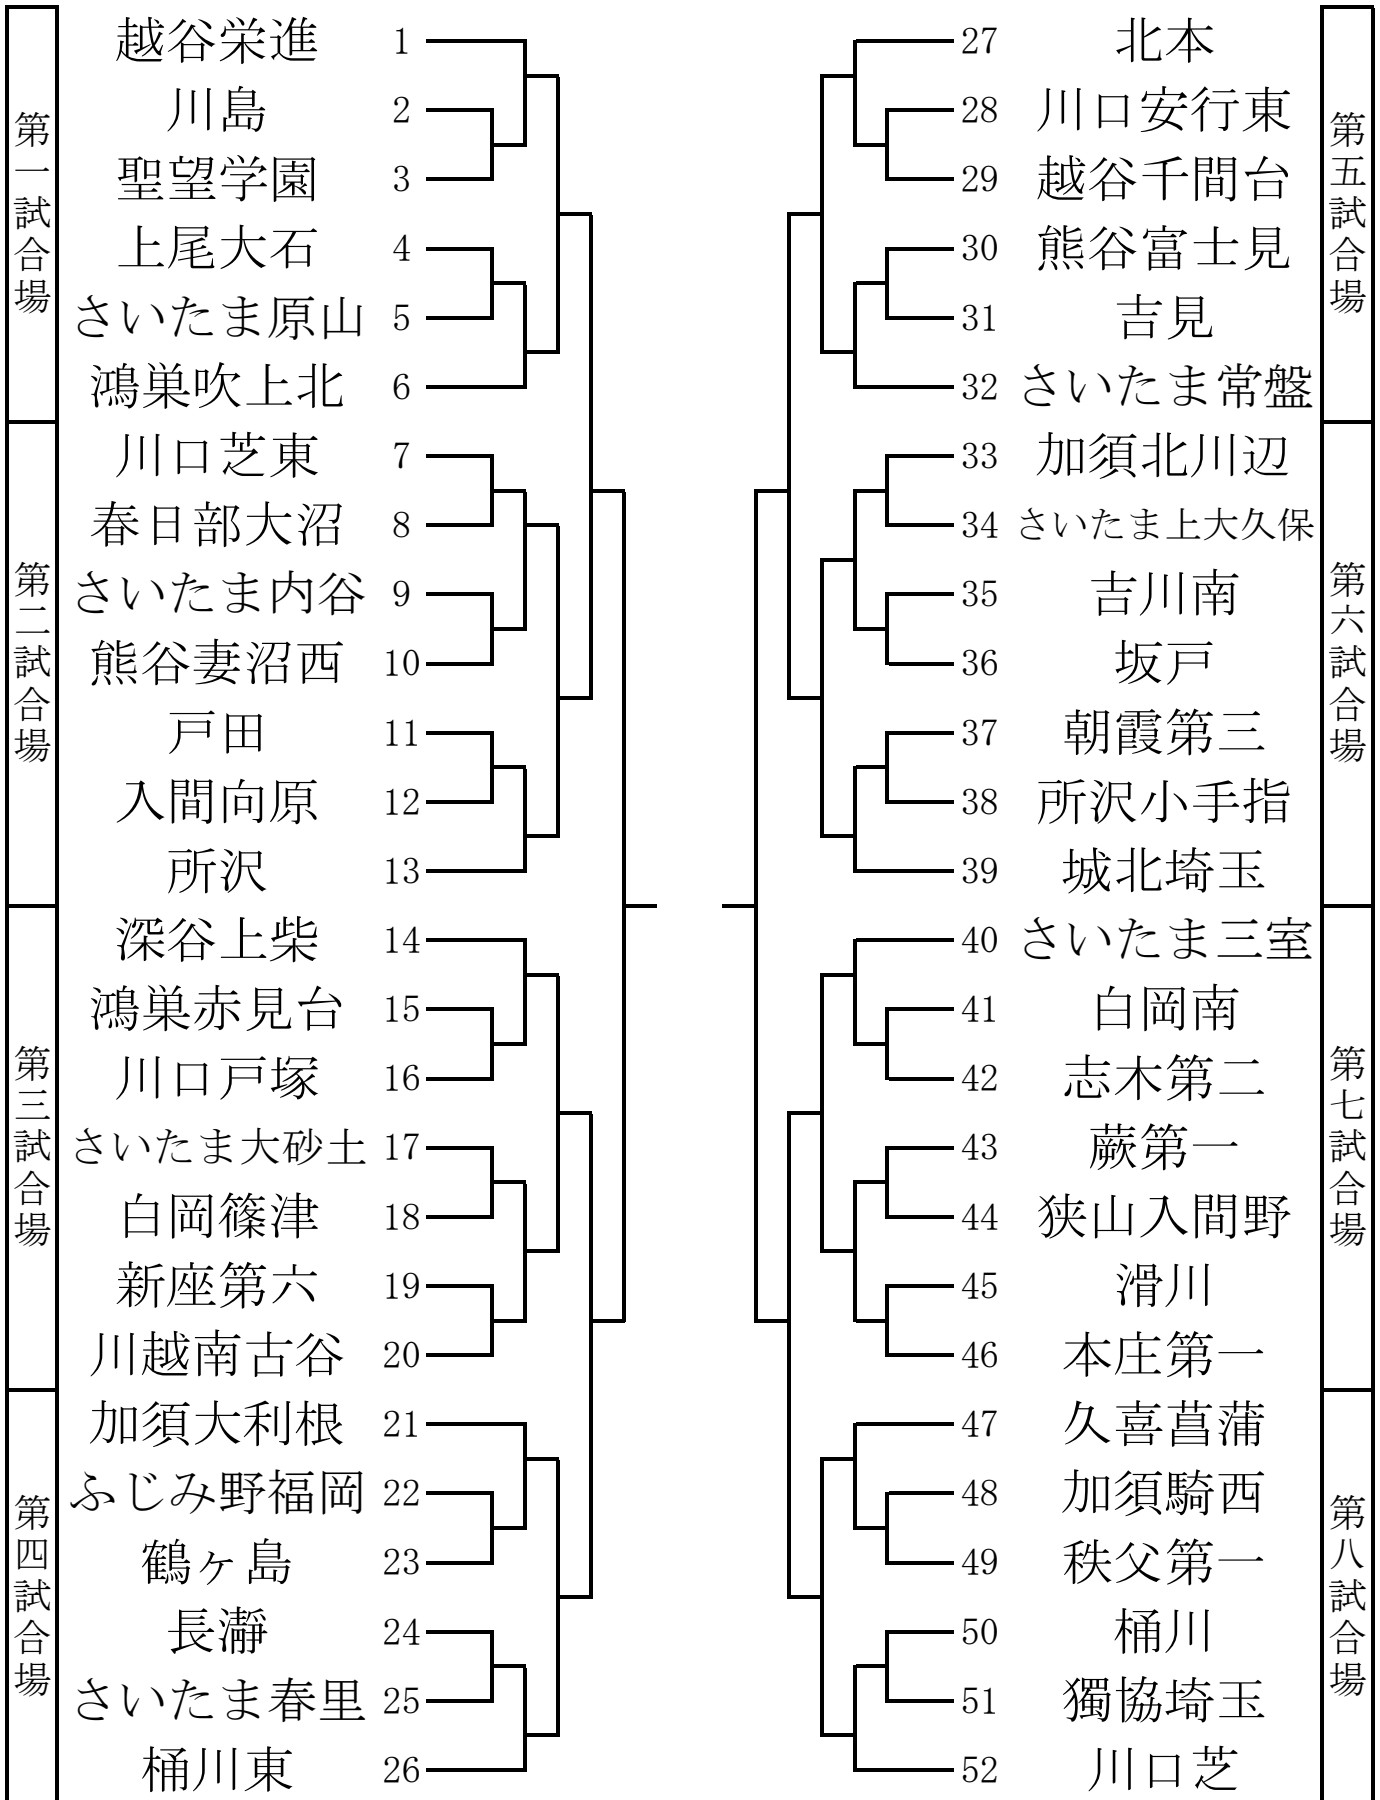 第一試合場
越谷栄進 1
川島 2
聖望学園 3
上尾大石 4
さいたま原山 5
鴻巣吹上北 6
第二試合場
川口芝東 7
春日部大沼 8
さいたま内谷 9
熊谷妻沼西 10
戸田 11
入間向原 12
所沢 13
第三試合場
深谷上柴 14
鴻巣赤見台 15
川口戸塚 16
さいたま大砂土 17
白岡篠津 18
新座第六 19
川越南古谷 20
第四試合場
加須大利根 21
ふじみ野福岡 22
鶴ヶ島 23
長瀞 24
さいたま春里 25
桶川東 26
第五試合場
27 北本
28 川口安行東
29 越谷千間台
30 熊谷富士見
31 吉見
32 さいたま常盤
第六試合場
33 加須北川辺
34 さいたま上大久保
35 吉川南
36 坂戸
37 朝霞第三
38 所沢小手指
39 城北埼玉
第七試合場
40 さいたま三室
41 白岡南
42 志木第二
43 蕨第一
44 狭山入間野
45 滑川
46 本庄第一
第八試合場
47 久喜菖蒲
48 加須騎西
49 秩父第一
50 桶川
51 獨協埼玉
52 川口芝